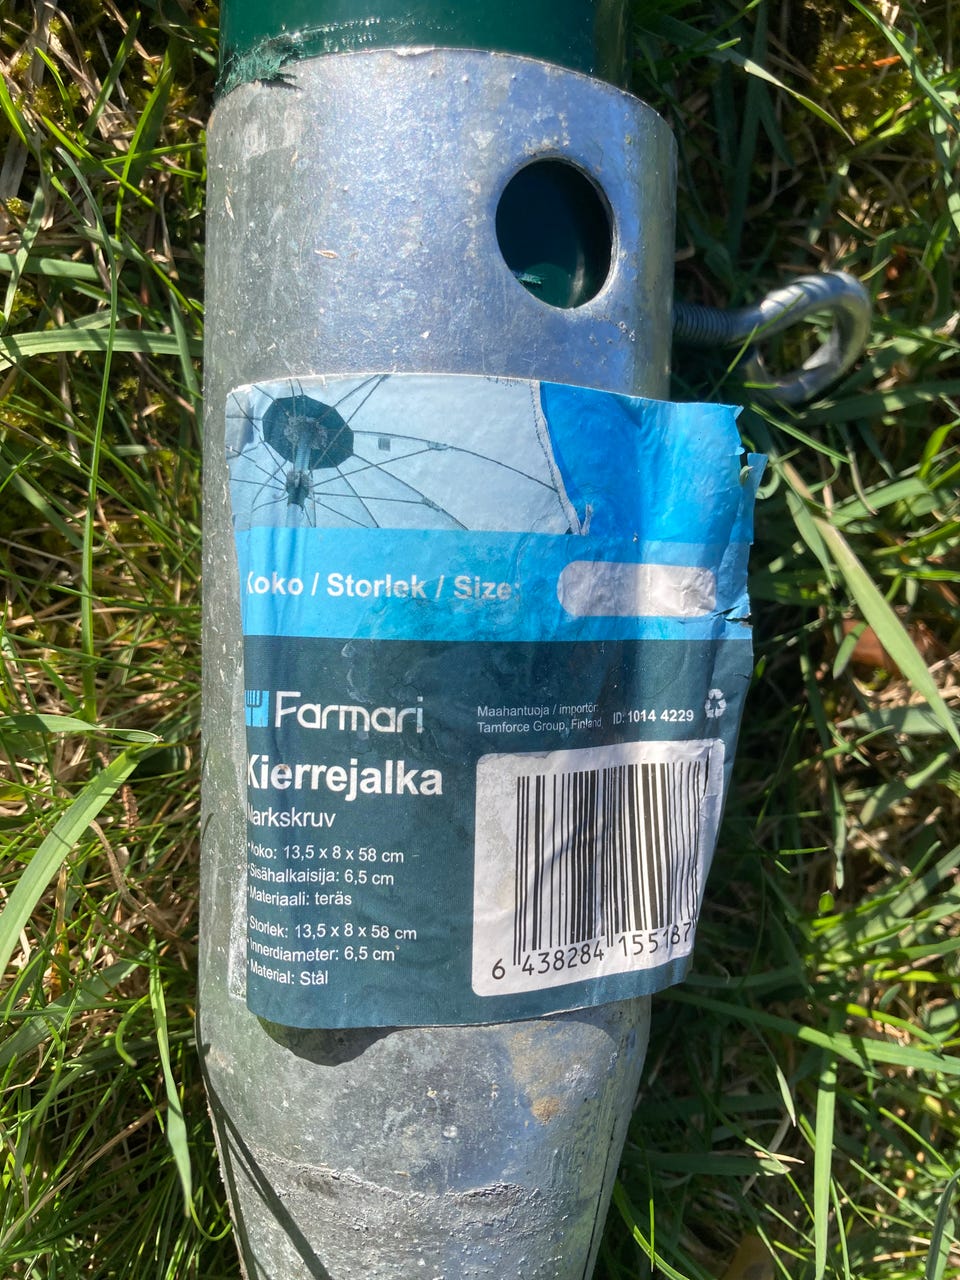 Koko / Storlek / Size:
Farmari
Maahantuoja / importör:
Tamforce Group, Finland
ID: 1014 4229
Kierrejalka
Markskruv
•Koko: 13,5 x 8 x 58 cm
•Sisähalkaisija: 6,5 cm
•Materiaali: teräs
•Storlek: 13,5 x 8 x 58 cm
•Innerdiameter: 6,5 cm
•Material: Stål
6 438284 155187